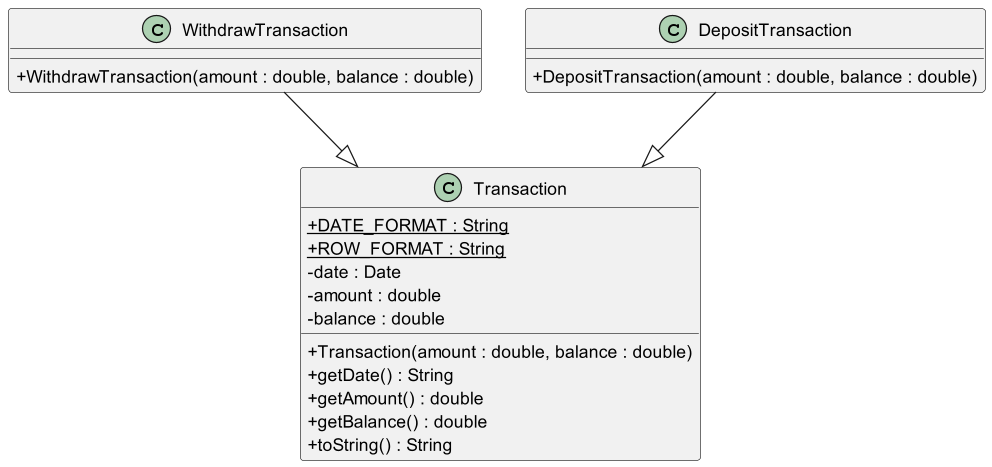 C WithdrawTransaction
+WithdrawTransaction(amount : double, balance : double)
C DepositTransaction
+DepositTransaction(amount : double, balance : double)
C Transaction
+DATE_FORMAT : String
+ROW_FORMAT : String
-date : Date
-amount : double
-balance : double
+Transaction(amount : double, balance : double)
+getDate() : String
+getAmount() : double
+getBalance() : double
+toString() : String